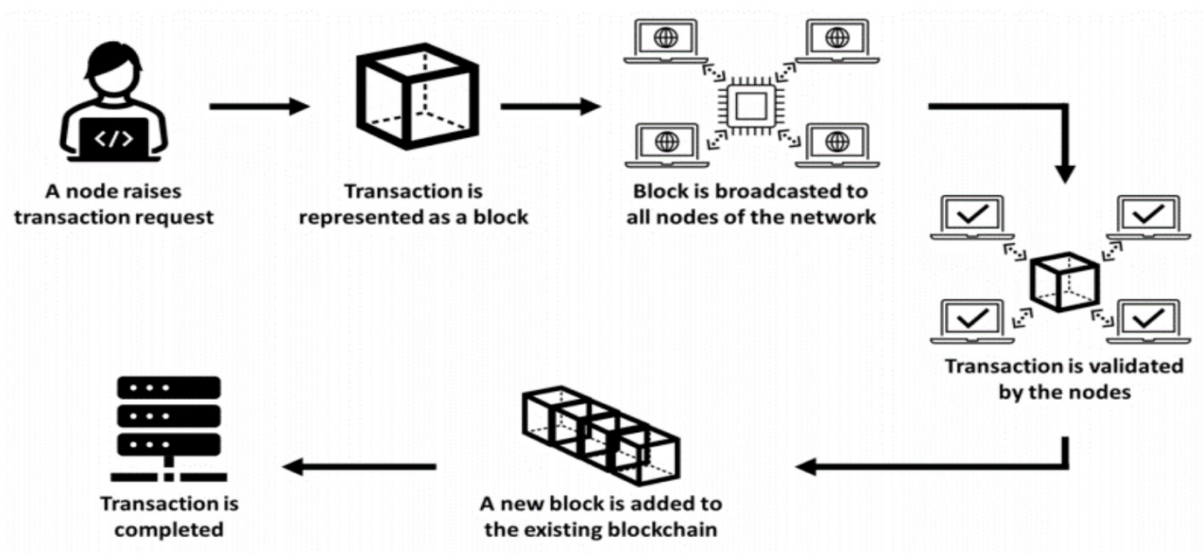 </>
A node raises
transaction request
Transaction is
represented as a block
Block is broadcasted to
all nodes of the network
Transaction is validated
by the nodes
A new block is added to
the existing blockchain
Transaction is
completed